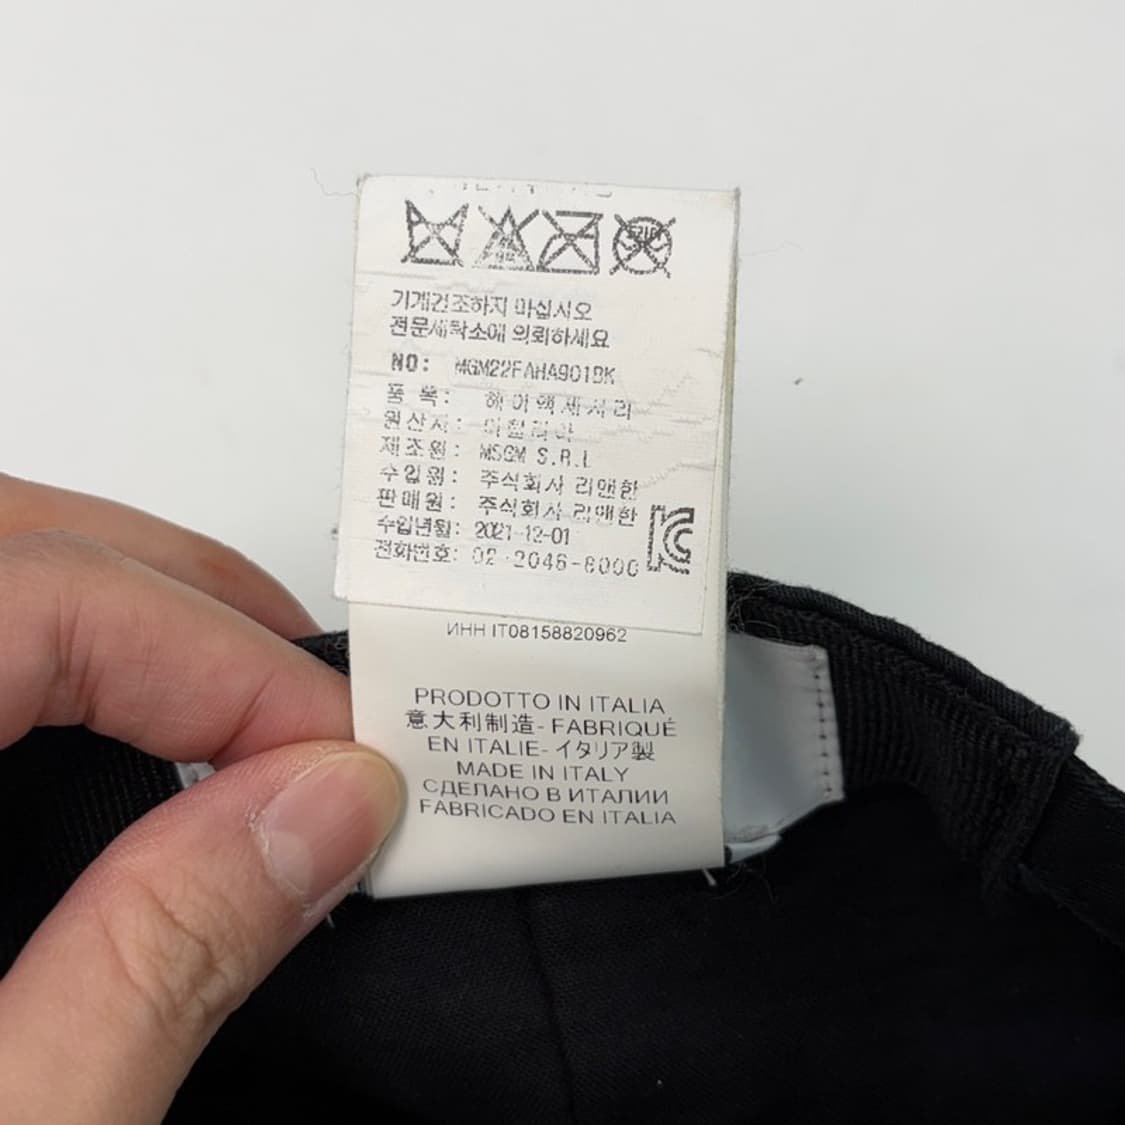 기계건조하지 마십시오
전문세탁소에 의뢰하세요
NO: MGM22FAHA901BK
품 목: 헤어액세서리
원산지: 이탈리아
제조원: MSGM S.R.L
수입원: 주식회사 리앤한
판매원: 주식회사 리앤한
수입년월: 2021-12-01
전화번호: 02-2046-8000
ИНН IT08158820962
PRODOTTO IN ITALIA
意大利制造- FABRIQUÉ
EN ITALIE- イタリア製
MADE IN ITALY
СДЕЛАНО В ИТАЛИИ
FABRICADO EN ITALIA